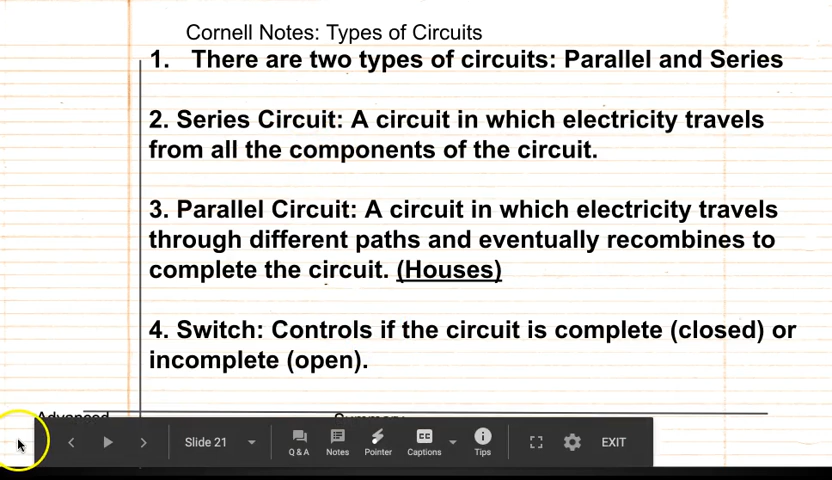 Cornell Notes: Types of Circuits
1. There are two types of circuits: Parallel and Series
2. Series Circuit: A circuit in which electricity travels
from all the components of the circuit.
3. Parallel Circuit: A circuit in which electricity travels
through different paths and eventually recombines to
complete the circuit. (Houses)
4. Switch: Controls if the circuit is complete (closed) or
incomplete (open).
Advanced Summary
Slide 21 Q & A Notes Pointer CC Captions Tips EXIT